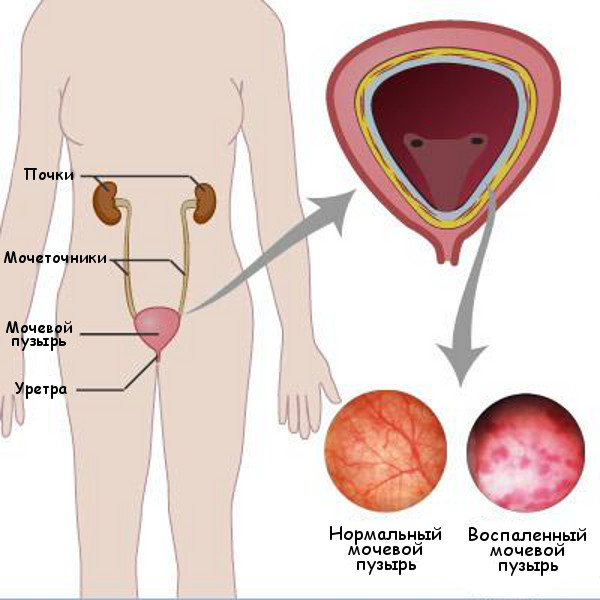 Почки
Мочеточники
Мочевой
пузырь
Уретра
Нормальный
мочевой
пузырь
Воспаленный
мочевой
пузырь